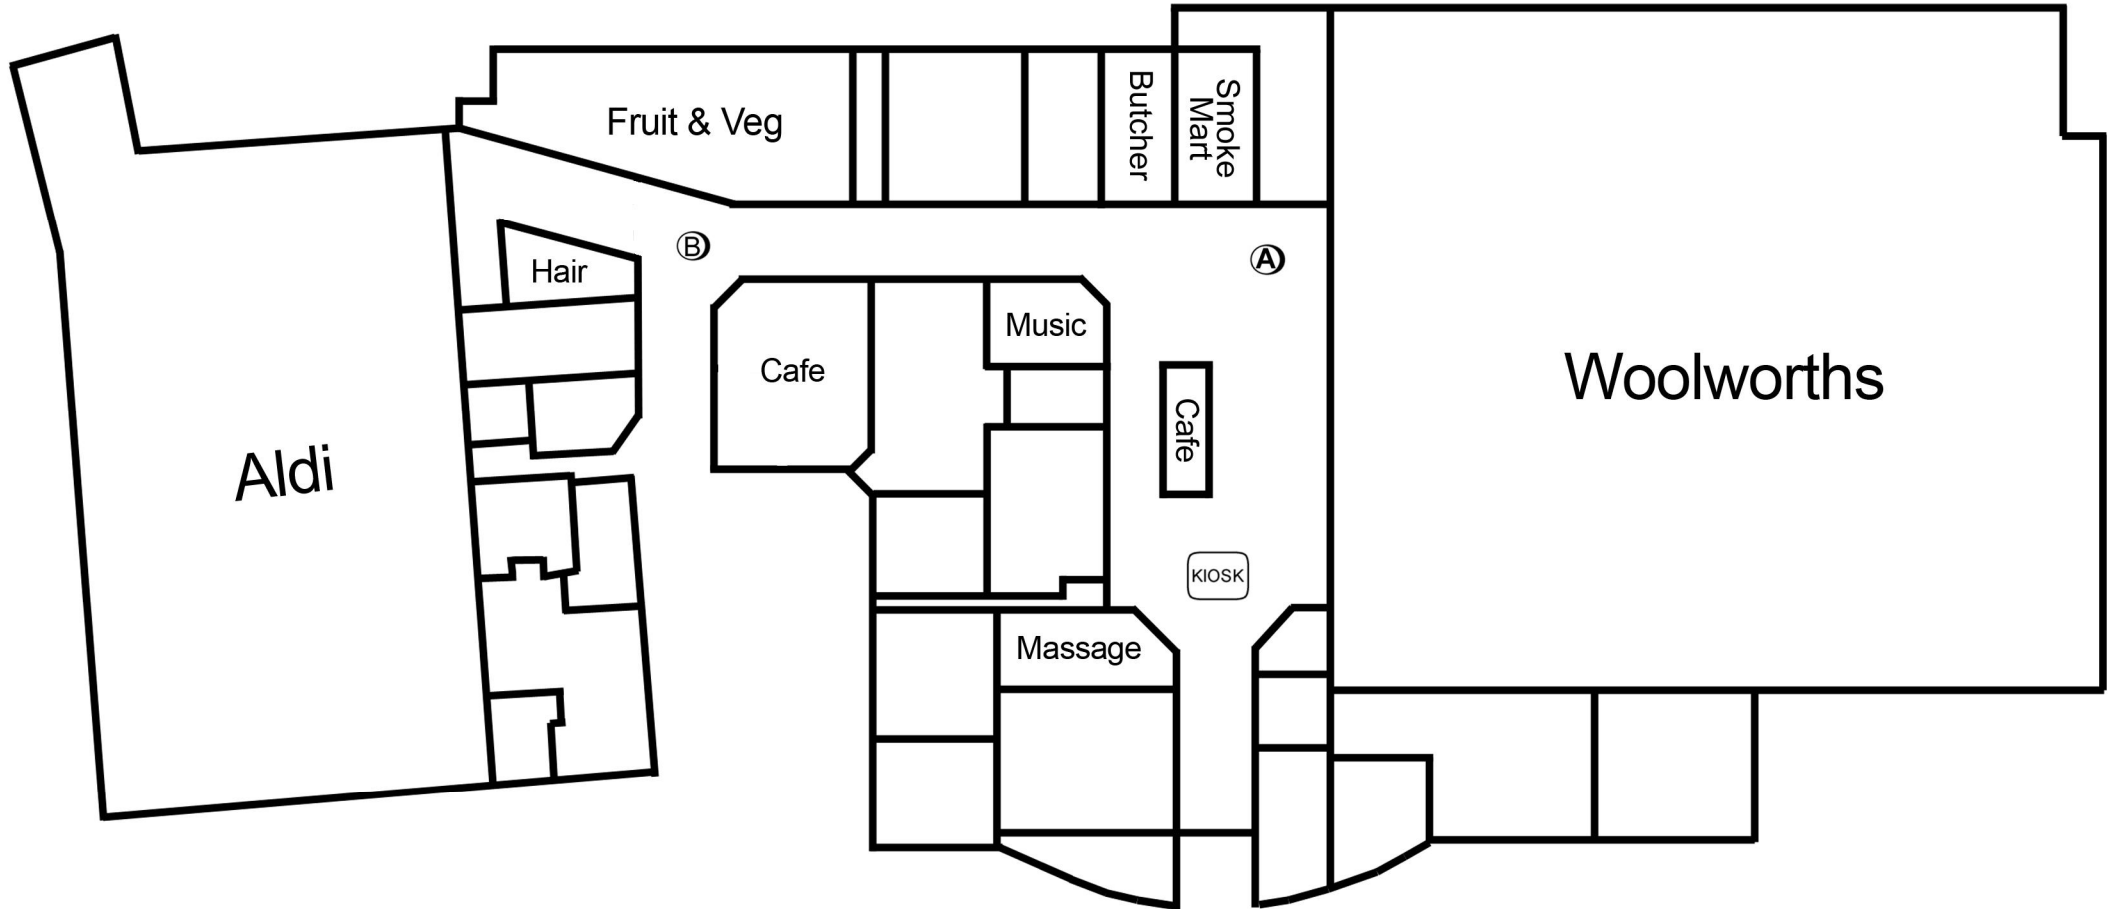 Fruit & Veg
Butcher
Smoke
Mart
B
A
Hair
Music
Cafe
Cafe
Woolworths
Aldi
KIOSK
Massage